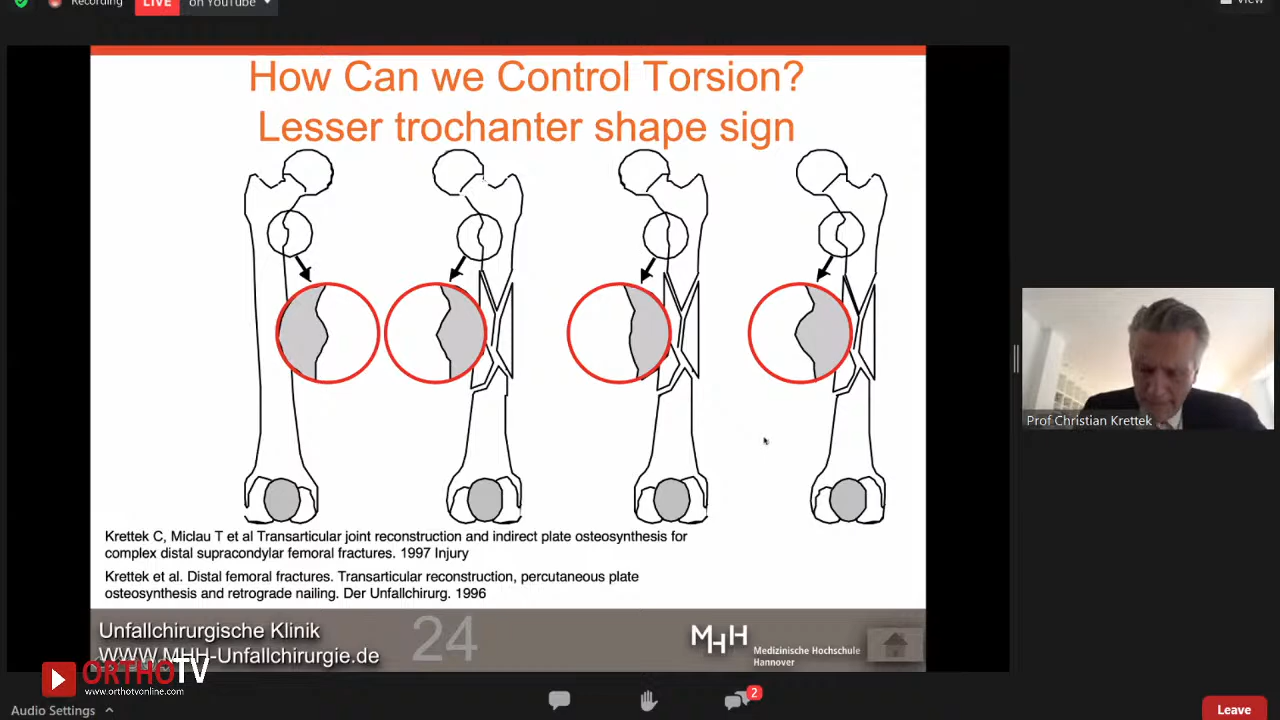 Recording
LIVE
on YouTube
View
How Can we Control Torsion?
Lesser trochanter shape sign
Prof Christian Krettek
Krettek C, Miclau T et al Transarticular joint reconstruction and indirect plate osteosynthesis for
complex distal supracondylar femoral fractures. 1997 Injury
Krettek et al. Distal femoral fractures. Transarticular reconstruction, percutaneous plate
osteosynthesis and retrograde nailing. Der Unfallchirurg. 1996
Unfallchirurgische Klinik
WWW.MHH-Unfallchirurgie.de
24
MHH
Medizinische Hochschule
Hannover
ORTHOTV
www.orthotvonline.com
Audio Settings
2
Leave